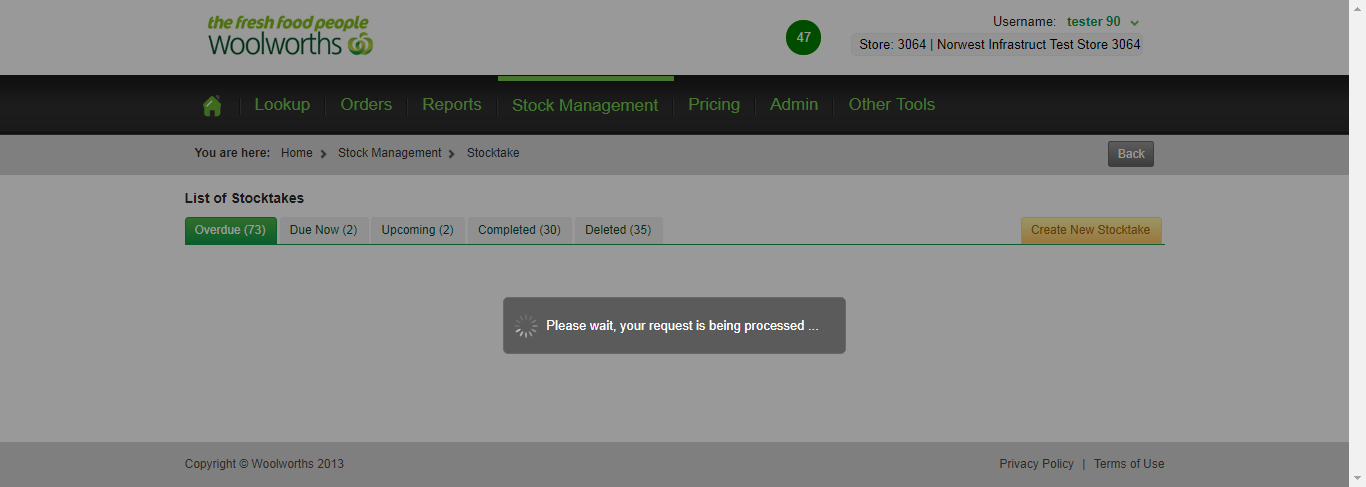 the fresh food people
Woolworths
47
Username: tester 90
Store: 3064 | Norwest Infrastruct Test Store 3064
Lookup Orders Reports Stock Management Pricing Admin Other Tools
You are here: Home Stock Management Stocktake Back
List of Stocktakes
Overdue (73) Due Now (2) Upcoming (2) Completed (30) Deleted (35) Create New Stocktake
Please wait, your request is being processed ...
Copyright © Woolworths 2013 Privacy Policy | Terms of Use